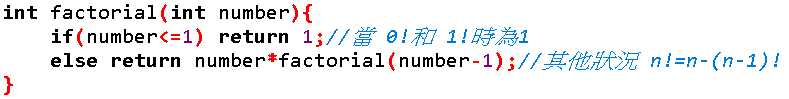 int factorial(int number){
    if(number<=1) return 1;//當 0!和 1!時為1
    else return number*factorial(number-1);//其他狀況 n!=n-(n-1)!
}